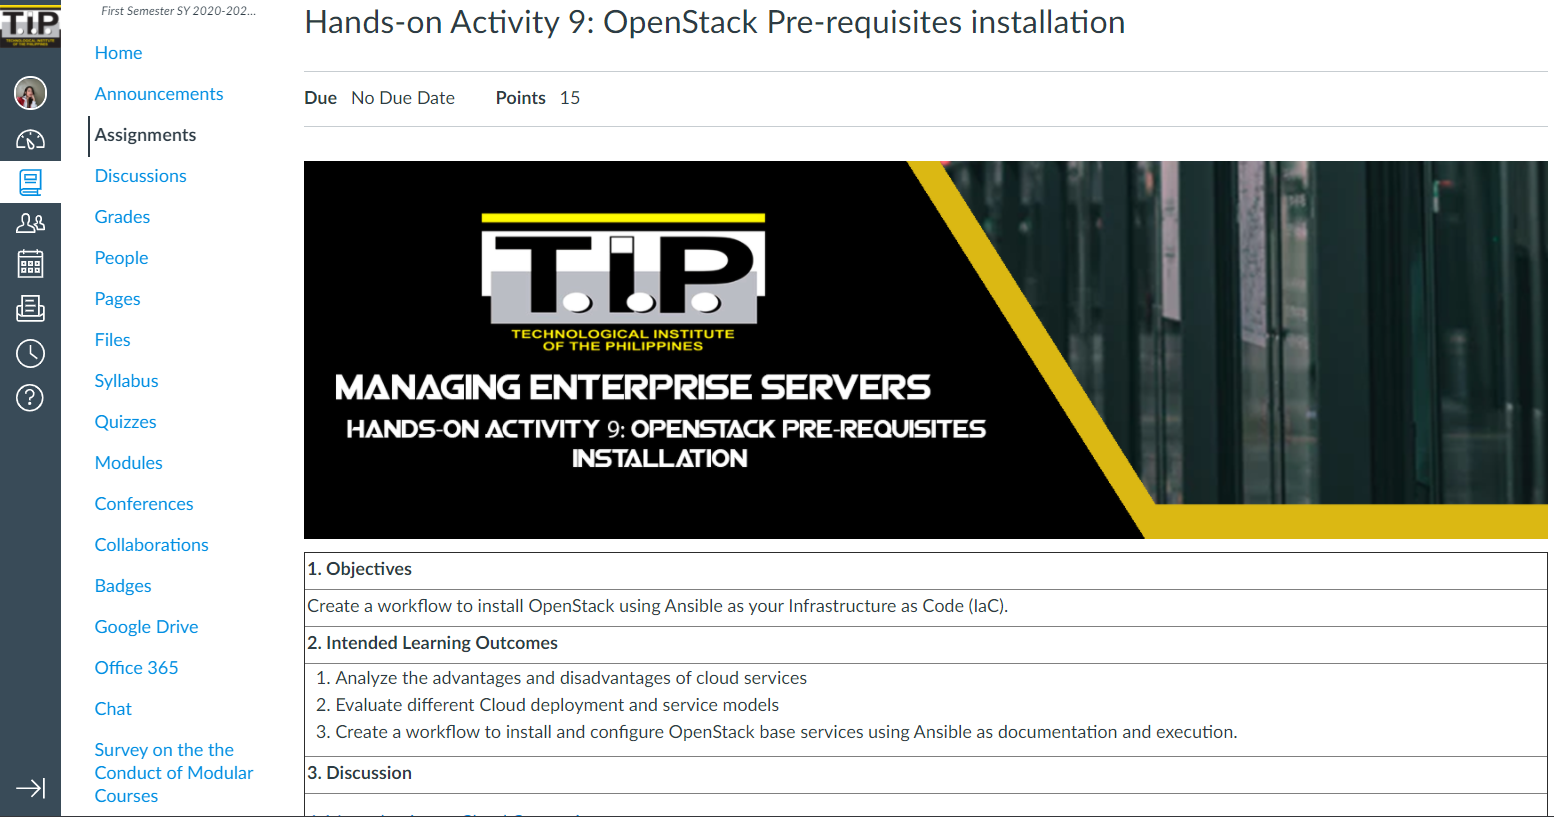 First Semester SY 2020-202...
T.I.P.
Home
Announcements
Assignments
Discussions
Grades
People
Pages
Files
Syllabus
Quizzes
Modules
Conferences
Collaborations
Badges
Google Drive
Office 365
Chat
Survey on the the
Conduct of Modular
Courses
Hands-on Activity 9: OpenStack Pre-requisites installation
Due No Due Date Points 15
T.I.P.
TECHNOLOGICAL INSTITUTE
OF THE PHILIPPINES
MANAGING ENTERPRISE SERVERS
HANDS-ON ACTIVITY 9: OPENSTACK PRE-REQUISITES
INSTALLATION
1. Objectives
Create a workflow to install OpenStack using Ansible as your Infrastructure as Code (IaC).
2. Intended Learning Outcomes
1. Analyze the advantages and disadvantages of cloud services
2. Evaluate different Cloud deployment and service models
3. Create a workflow to install and configure OpenStack base services using Ansible as documentation and execution.
3. Discussion